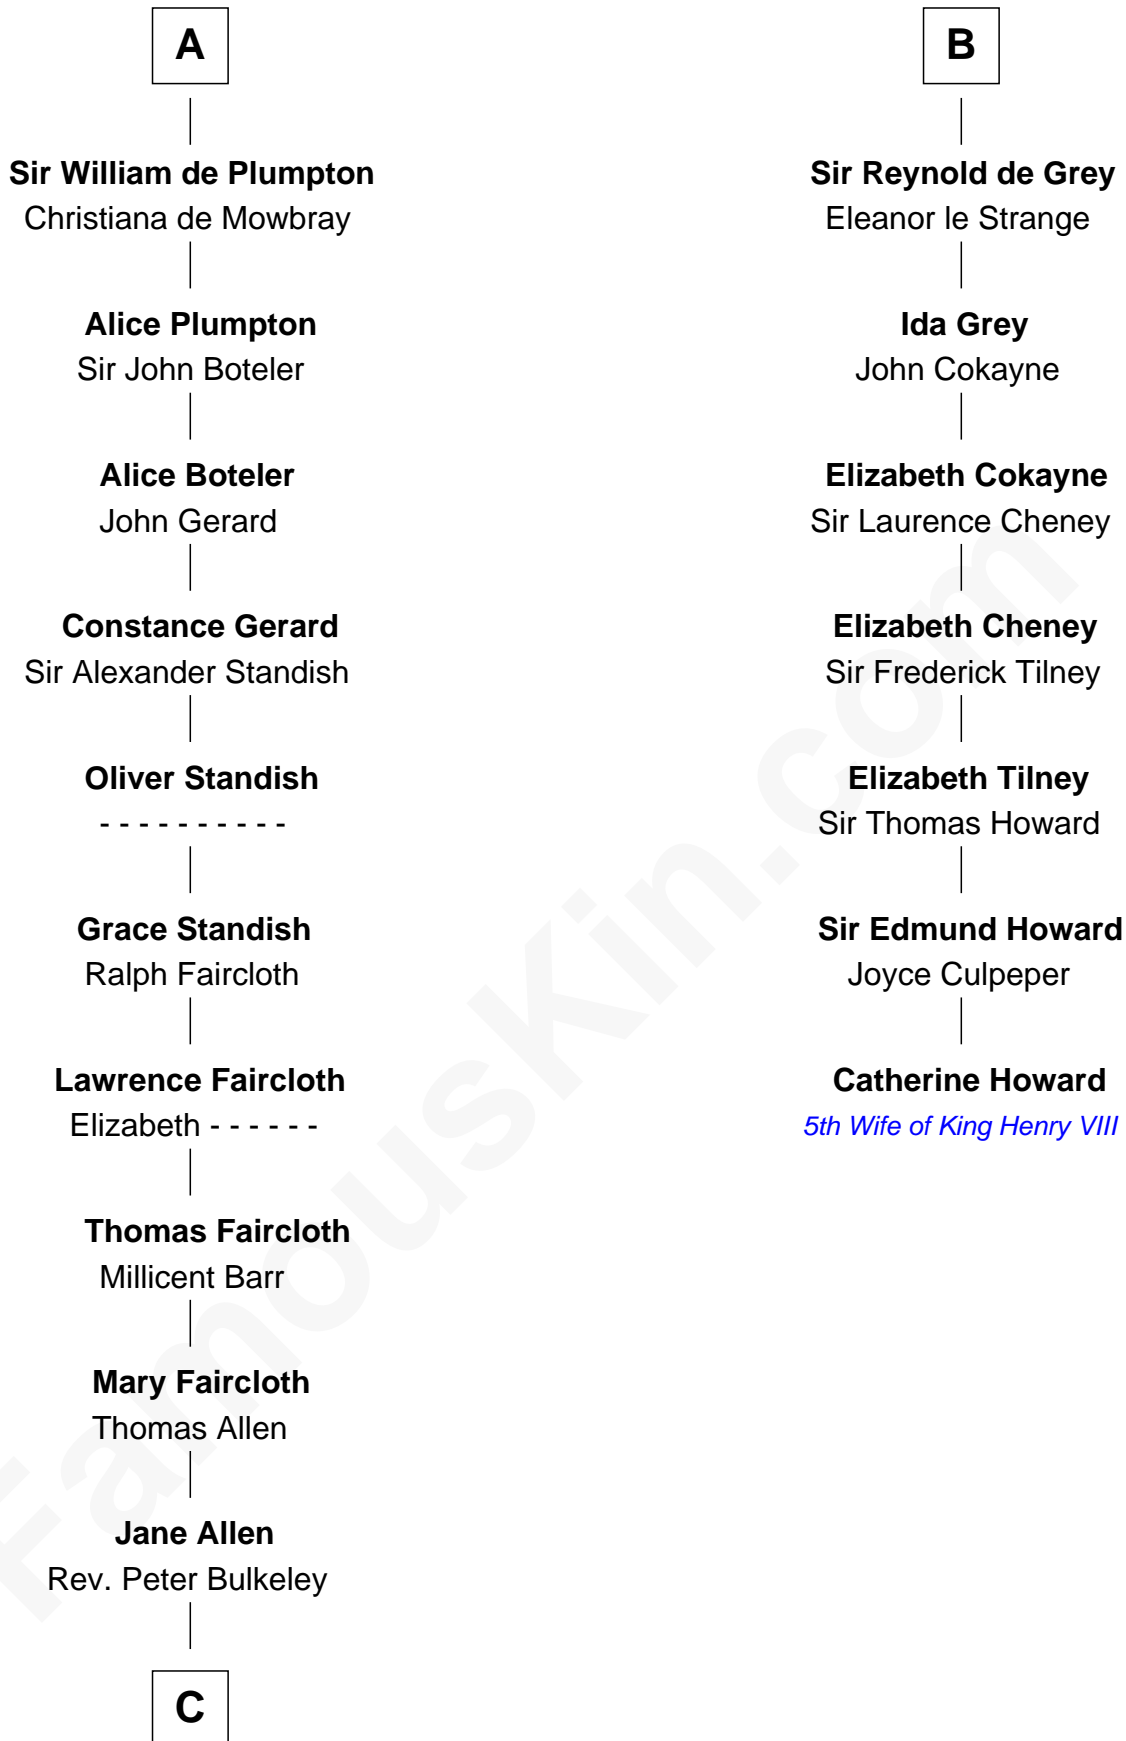 A
Sir William de Plumpton
Christiana de Mowbray
Alice Plumpton
Sir John Boteler
Alice Boteler
John Gerard
Constance Gerard
Sir Alexander Standish
Oliver Standish
- - - - - - - - - -
Grace Standish
Ralph Faircloth
Lawrence Faircloth
Elizabeth - - - - - -
Thomas Faircloth
Millicent Barr
Mary Faircloth
Thomas Allen
Jane Allen
Rev. Peter Bulkeley
C
B
Sir Reynold de Grey
Eleanor le Strange
Ida Grey
John Cokayne
Elizabeth Cokayne
Sir Laurence Cheney
Elizabeth Cheney
Sir Frederick Tilney
Elizabeth Tilney
Sir Thomas Howard
Sir Edmund Howard
Joyce Culpeper
Catherine Howard
5th Wife of King Henry VIII
FamousKin.com